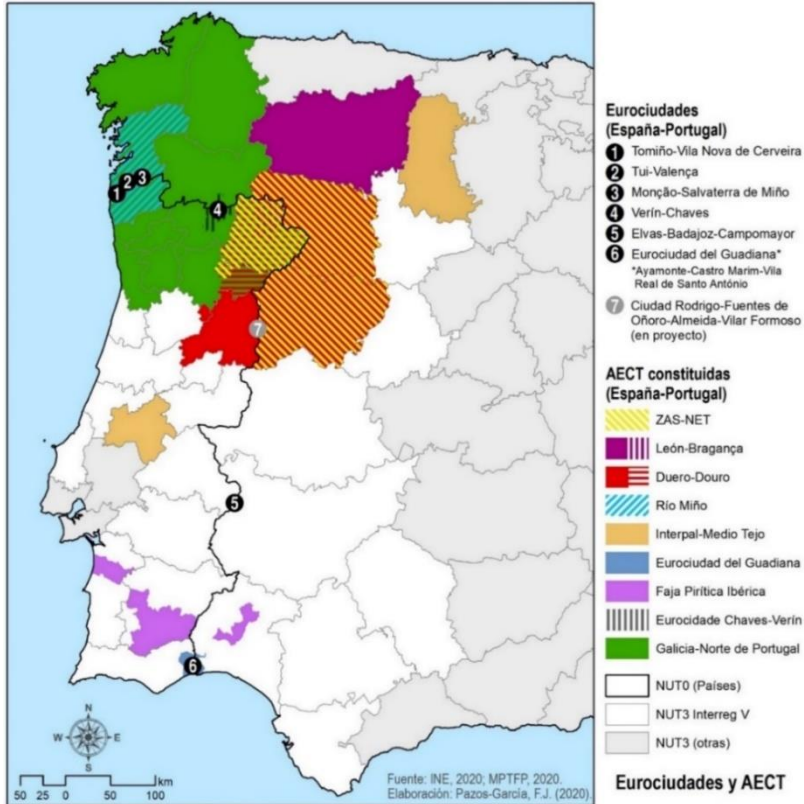 Eurociudades
(España-Portugal)
1 Tomiño-Vila Nova de Cerveira
2 Tui-Valença
3 Monção-Salvaterra de Miño
4 Verín-Chaves
5 Elvas-Badajoz-Campomayor
6 Eurociudad del Guadiana*
*Ayamonte-Castro Marim-Vila
Real de Santo António
7 Ciudad Rodrigo-Fuentes de
Oñoro-Almeida-Vilar Formoso
(en proyecto)
AECT constituidas
(España-Portugal)
ZAS-NET
León-Bragança
Duero-Douro
Río Miño
Interpal-Medio Tejo
Eurociudad del Guadiana
Faja Pirítica Ibérica
Eurocidade Chaves-Verín
Galicia-Norte de Portugal
NUT0 (Países)
NUT3 Interreg V
NUT3 (otras)
Eurociudades y AECT
1 2 3
4
7
5
6
N
W E
S
km
50 25 0 50 100
Fuente: INE, 2020; MPTFP, 2020.
Elaboración: Pazos-García, F.J. (2020).